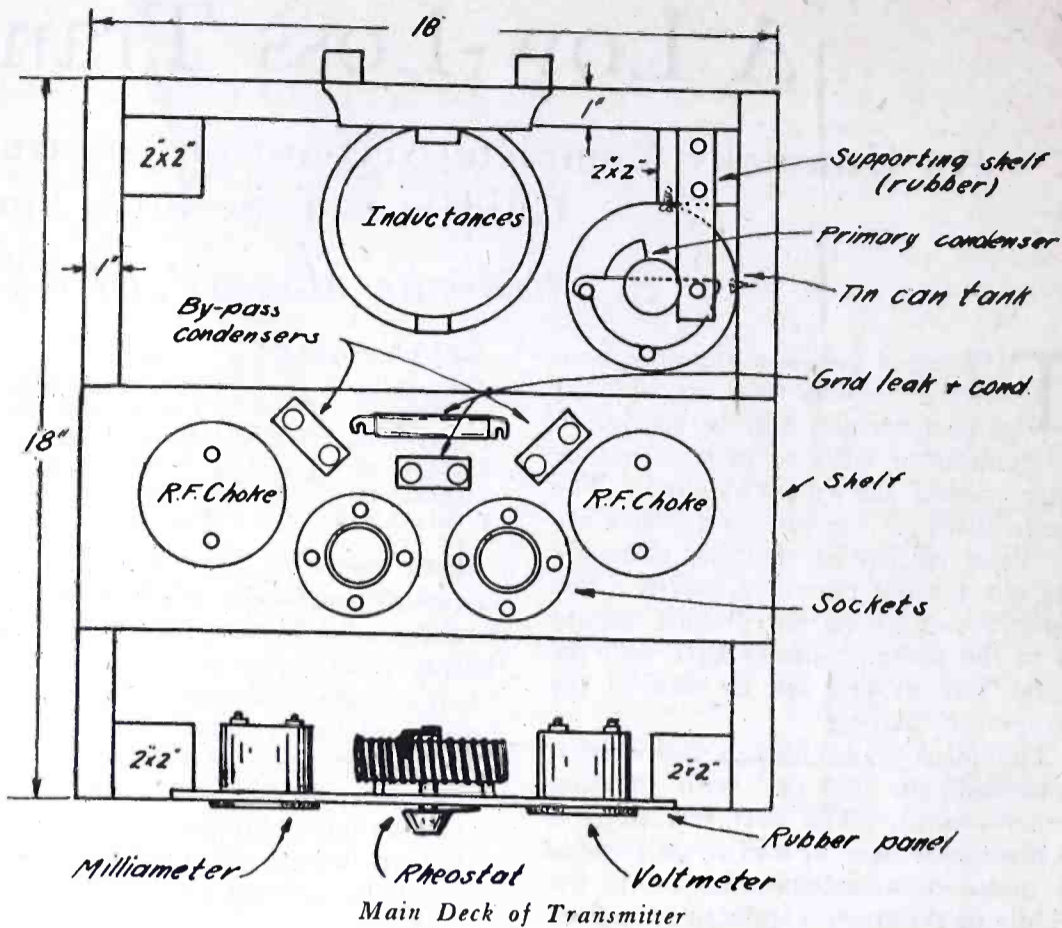 18
1"
2"x2"
2"x2"
Supporting shelf
(rubber)
Inductances
Primary condenser
1"
Tin can tank
By-pass
condensers
Grid leak + cond.
18"
R.F. Choke
R.F. Choke
Shelf
Sockets
2"x2"
2"x2"
Rubber panel
Milliameter
Rheostat
Voltmeter
Main Deck of Transmitter